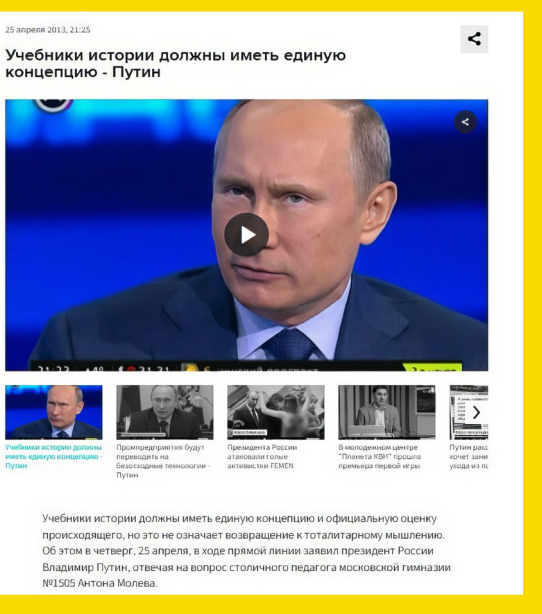 25 апреля 2013, 21:25
Учебники истории должны иметь единую
концепцию - Путин
Учебники истории должны
иметь единую концепцию -
Путин
Промпредприятия будут
переводить на
безотходные технологии -
Путин
Президента России
атаковали голые
активистки FEMEN
В молодежном центре
"Планета КВН" прошла
премьера первой игры
Путин
хочет
ухода из
Учебники истории должны иметь единую концепцию и официальную оценку
происходящего, но это не означает возвращение к тоталитарному мышлению.
Об этом в четверг, 25 апреля, в ходе прямой линии заявил президент России
Владимир Путин, отвечая на вопрос столичного педагога московской гимназии
№1505 Антона Молева.